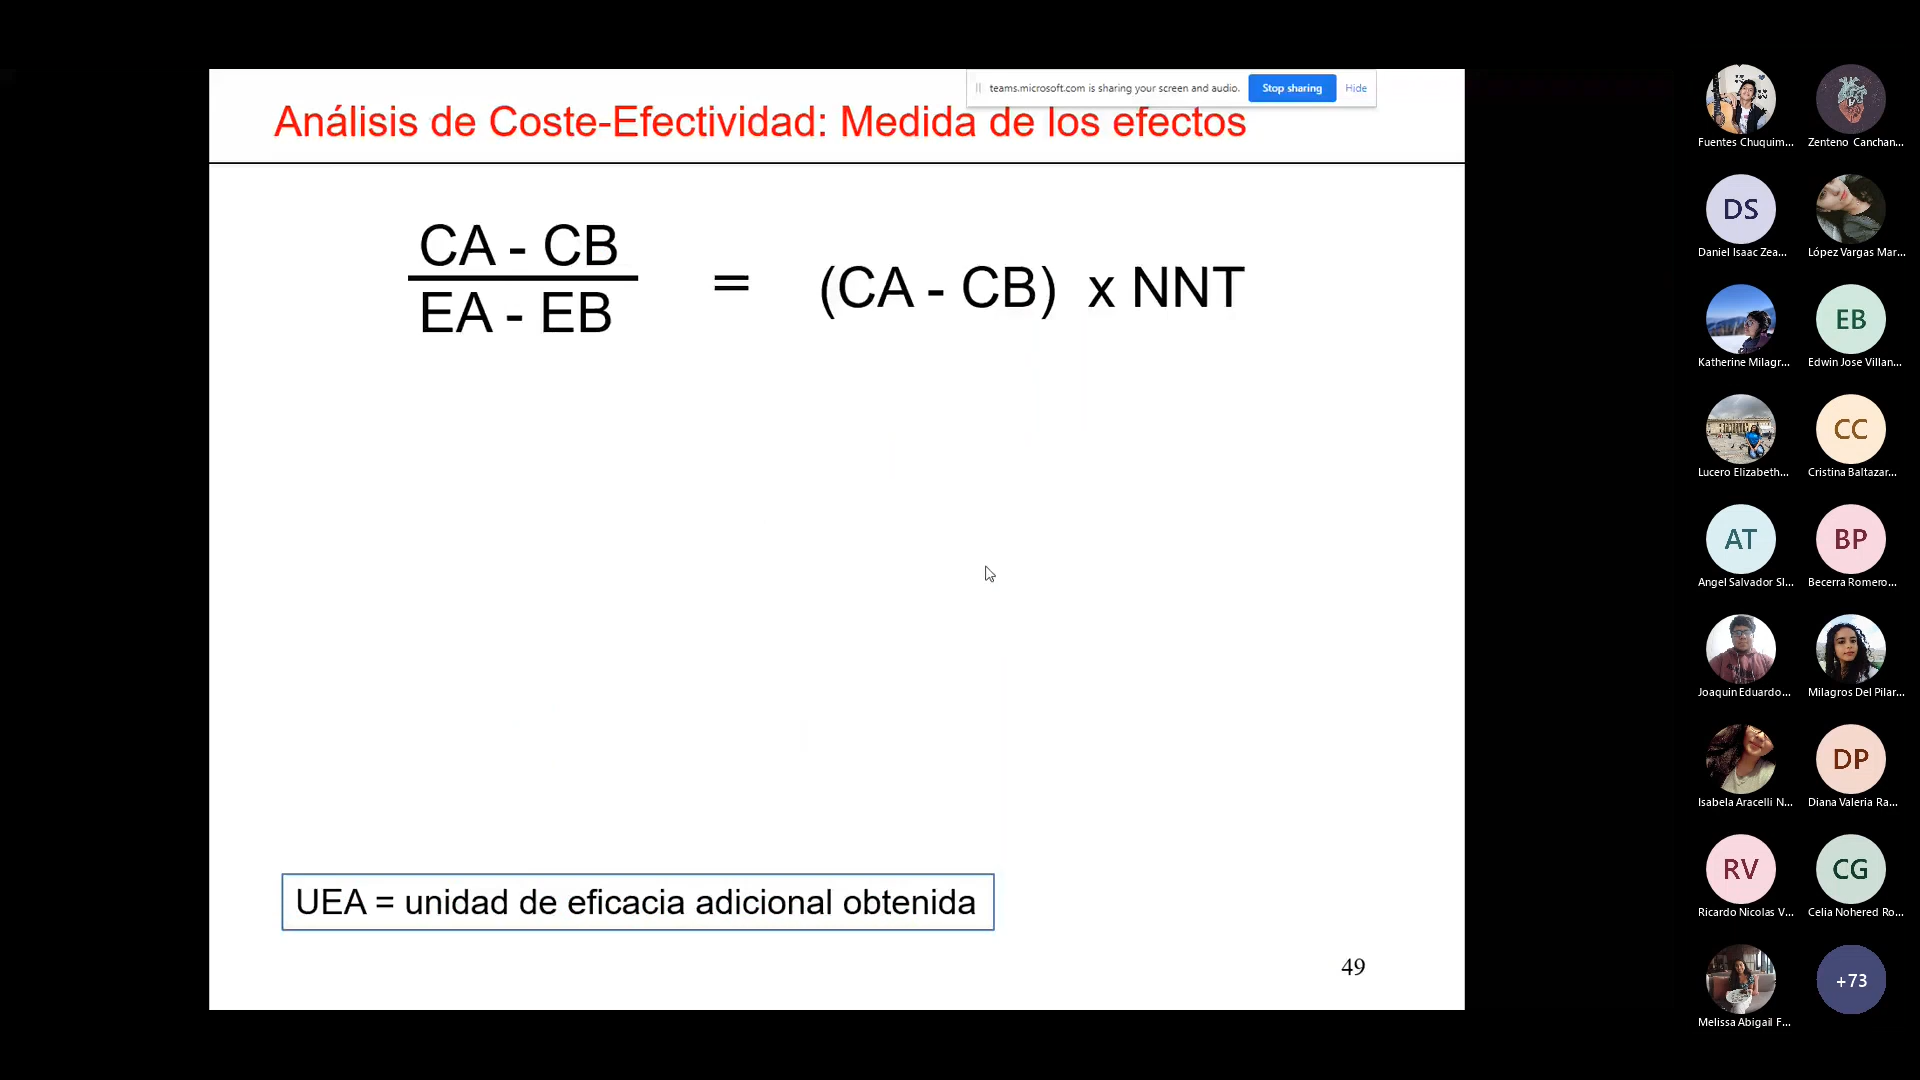 teams.microsoft.com is sharing your screen and audio. Stop sharing Hide
Análisis de Coste-Efectividad: Medida de los efectos
CA - CB
EA - EB
= (CA - CB) x NNT
UEA = unidad de eficacia adicional obtenida
49
Fuentes Chuquim...
Zenteno Canchan...
DS
Daniel Isaac Zea...
López Vargas Mar...
Katherine Milagr...
EB
Edwin Jose Villan...
Lucero Elizabeth...
CC
Cristina Baltazar...
AT
Angel Salvador Sl...
BP
Becerra Romero...
Joaquin Eduardo...
Milagros Del Pilar...
Isabela Aracelli N...
DP
Diana Valeria Ra...
RV
Ricardo Nicolas V...
CG
Celia Nohered Ro...
Melissa Abigail F...
+73